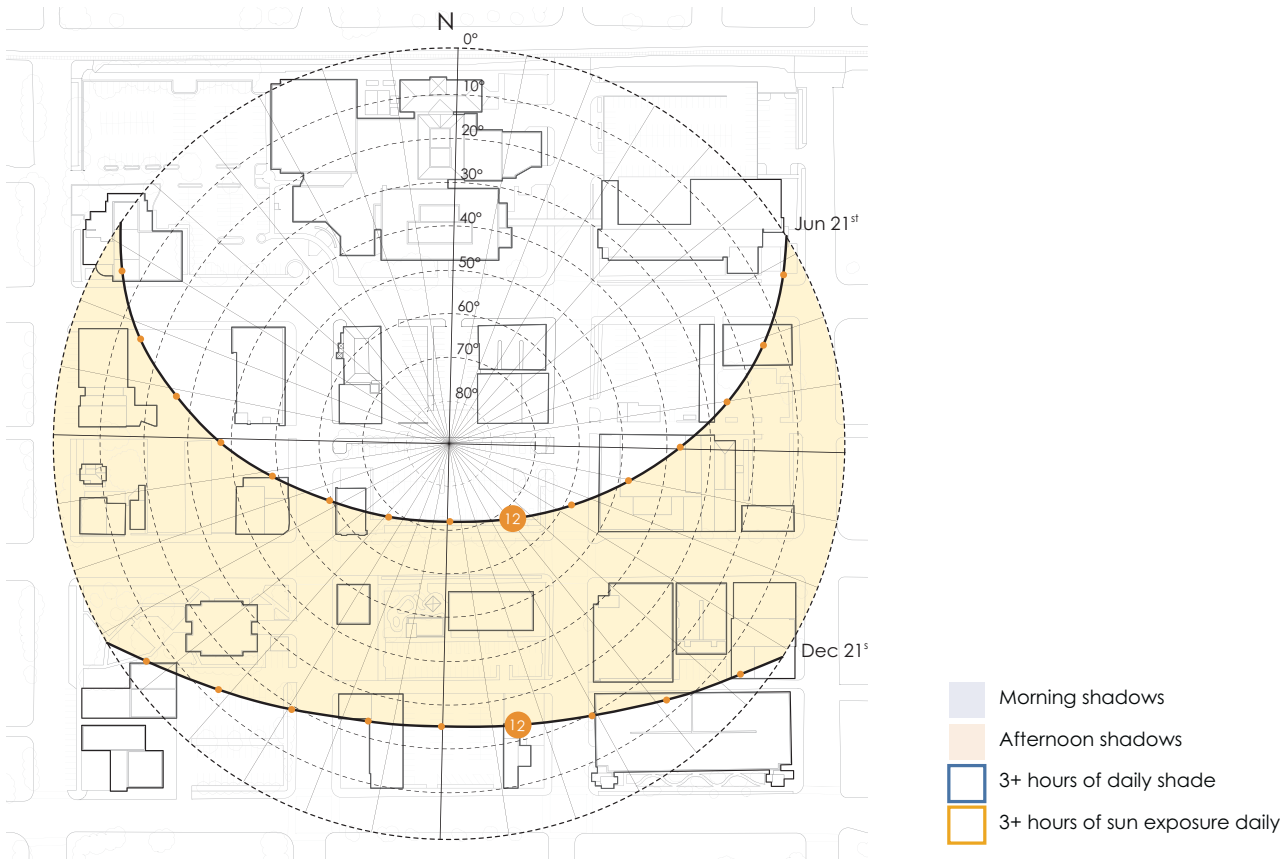 N
0°
10°
20°
30°
40°
50°
60°
70°
80°
Jun 21st
12
Dec 21s
12
Morning shadows
Afternoon shadows
3+ hours of daily shade
3+ hours of sun exposure daily